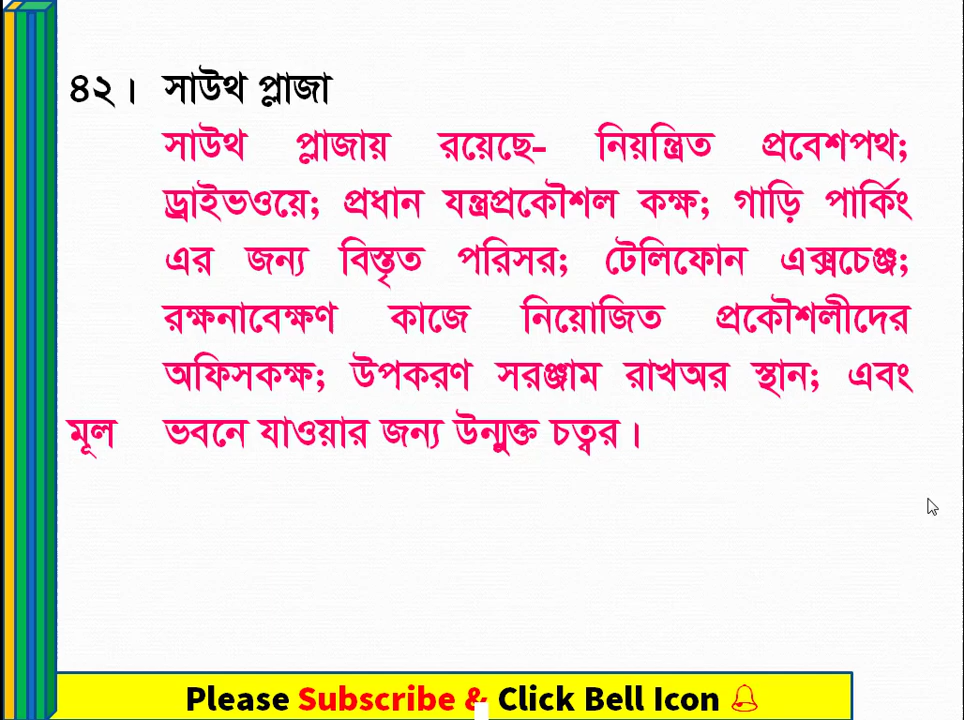 ৪২। সাউথ প্লাজা
সাউথ প্লাজায় রয়েছে- নিয়ন্ত্রিত প্রবেশপথ;
ড্রাইভওয়ে; প্রধান যন্ত্রপ্রকৌশল কক্ষ; গাড়ি পার্কিং
এর জন্য বিস্তৃত পরিসর; টেলিফোন এক্সচেঞ্জ;
রক্ষনাবেক্ষণ কাজে নিয়োজিত প্রকৌশলীদের
অফিসকক্ষ; উপকরণ সরঞ্জাম রাখঅর স্থান; এবং
মূল ভবনে যাওয়ার জন্য উন্মুক্ত চত্বর।
Please Subscribe & Click Bell Icon